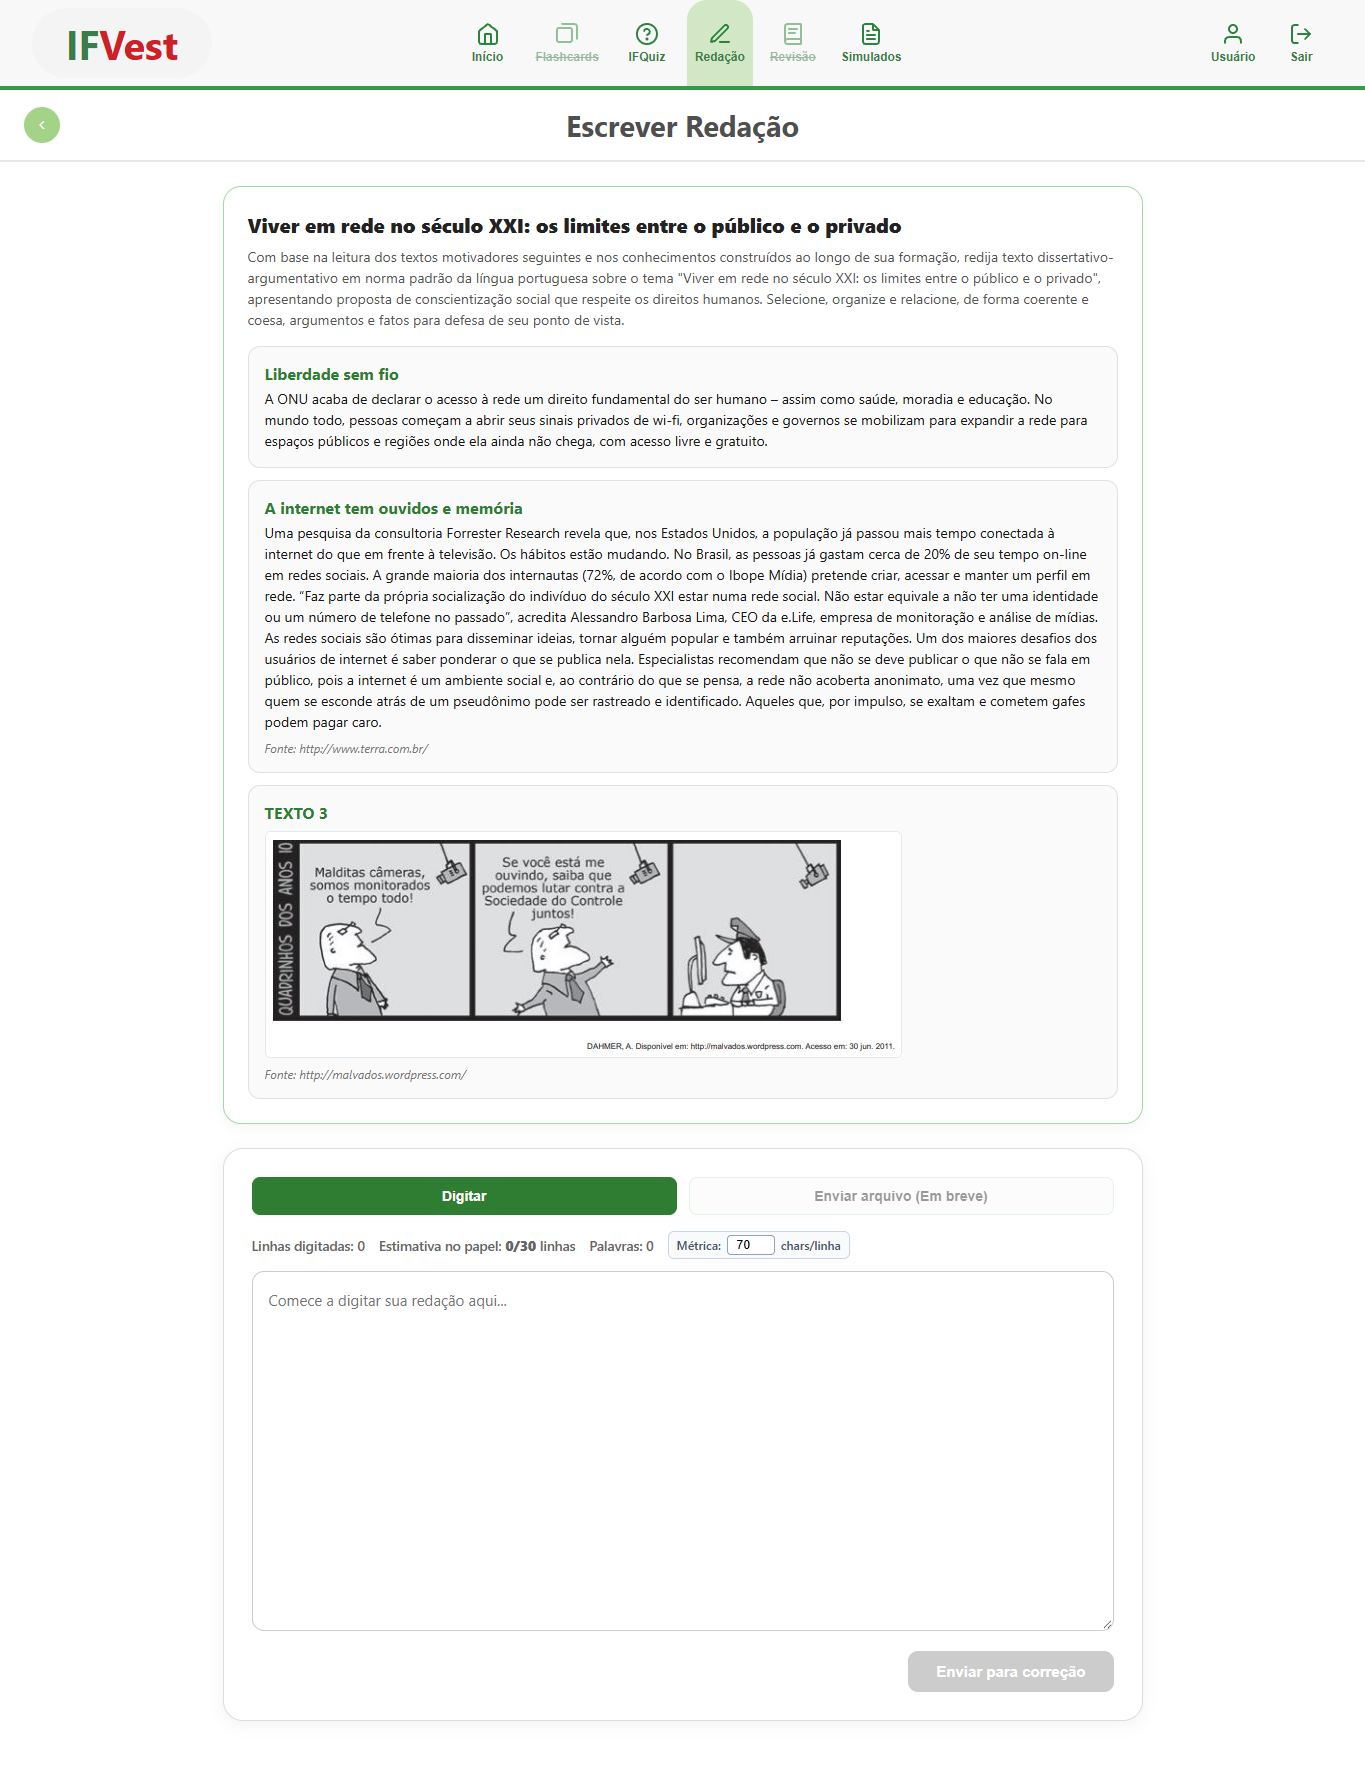 IFVest
Início
Flashcards
IFQuiz
Redação
Revisão
Simulados
Usuário
Sair
Escrever Redação
Viver em rede no século XXI: os limites entre o público e o privado
Com base na leitura dos textos motivadores seguintes e nos conhecimentos construídos ao longo de sua formação, redija texto dissertativo-
argumentativo em norma padrão da língua portuguesa sobre o tema "Viver em rede no século XXI: os limites entre o público e o privado",
apresentando proposta de conscientização social que respeite os direitos humanos. Selecione, organize e relacione, de forma coerente e
coesa, argumentos e fatos para defesa de seu ponto de vista.
Liberdade sem fio
A ONU acaba de declarar o acesso à rede um direito fundamental do ser humano – assim como saúde, moradia e educação. No
mundo todo, pessoas começam a abrir seus sinais privados de wi-fi, organizações e governos se mobilizam para expandir a rede para
espaços públicos e regiões onde ela ainda não chega, com acesso livre e gratuito.
A internet tem ouvidos e memória
Uma pesquisa da consultoria Forrester Research revela que, nos Estados Unidos, a população já passou mais tempo conectada à
internet do que em frente à televisão. Os hábitos estão mudando. No Brasil, as pessoas já gastam cerca de 20% de seu tempo on-line
em redes sociais. A grande maioria dos internautas (72%, de acordo com o Ibope Mídia) pretende criar, acessar e manter um perfil em
rede. “Faz parte da própria socialização do indivíduo do século XXI estar numa rede social. Não estar equivale a não ter uma identidade
ou um número de telefone no passado”, acredita Alessandro Barbosa Lima, CEO da e.Life, empresa de monitoração e análise de mídias.
As redes sociais são ótimas para disseminar ideias, tornar alguém popular e também arruinar reputações. Um dos maiores desafios dos
usuários de internet é saber ponderar o que se publica nela. Especialistas recomendam que não se deve publicar o que não se fala em
público, pois a internet é um ambiente social e, ao contrário do que se pensa, a rede não acoberta anonimato, uma vez que mesmo
quem se esconde atrás de um pseudônimo pode ser rastreado e identificado. Aqueles que, por impulso, se exaltam e cometem gafes
podem pagar caro.
Fonte: http://www.terra.com.br/
TEXTO 3
QUADRINHOS DOS ANOS 10
Malditas câmeras,
somos monitorados
o tempo todo!
Se você está me
ouvindo, saiba que
podemos lutar contra a
Sociedade do Controle
juntos!
DAHMER, A. Disponível em: http://malvados.wordpress.com. Acesso em: 30 jun. 2011.
Fonte: http://malvados.wordpress.com/
Digitar
Enviar arquivo (Em breve)
Linhas digitadas: 0 Estimativa no papel: 0/30 linhas Palavras: 0 Métrica: 70 chars/linha
Comece a digitar sua redação aqui...
Enviar para correção